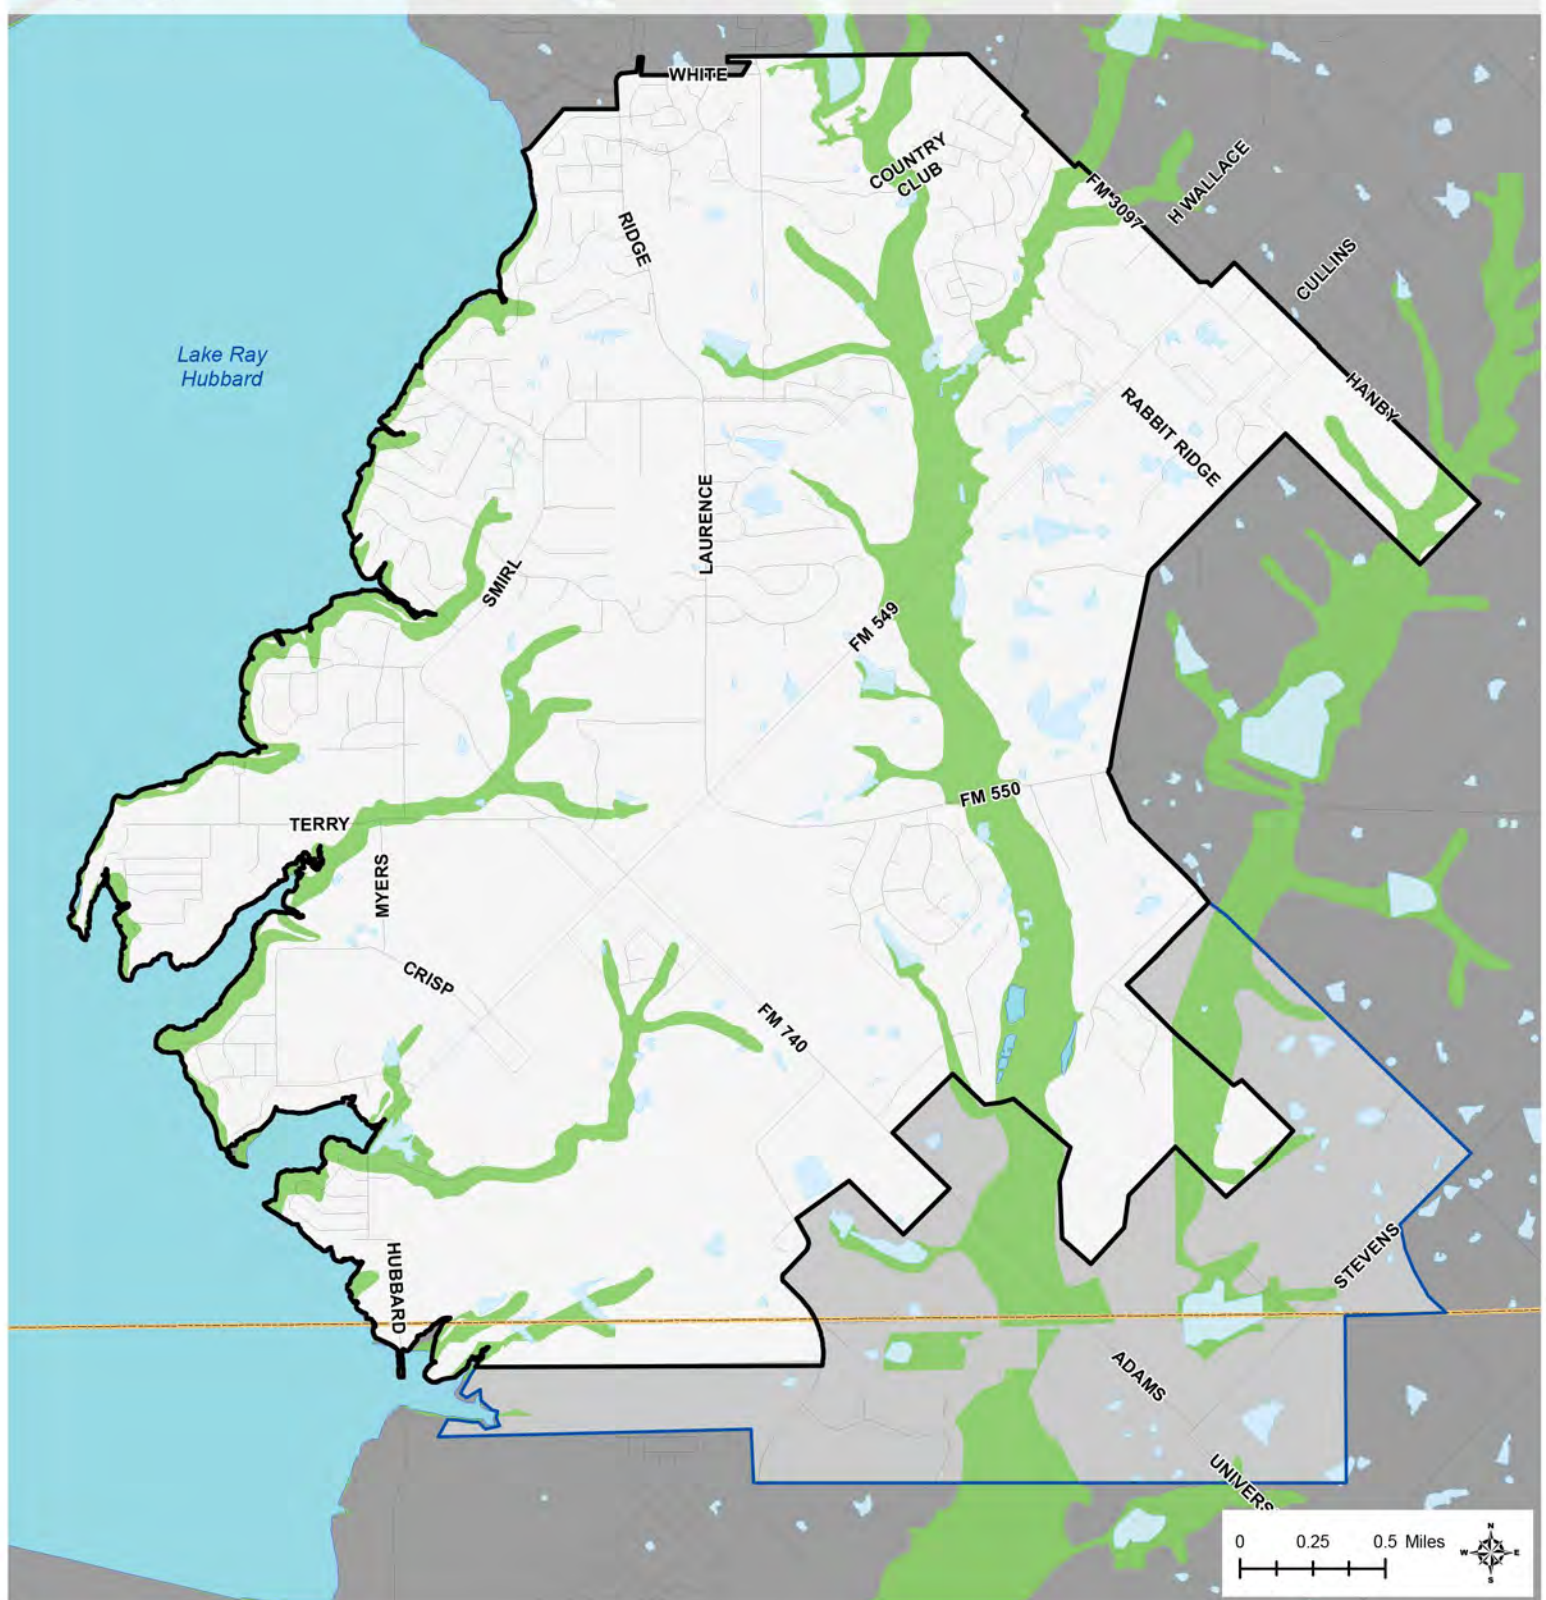 WHITE
COUNTRY
CLUB
H WALLACE
FM 3097
RIDGE
CULLINS
Lake Ray
Hubbard
HANBY
RABBIT RIDGE
LAURENCE
SMIRL
FM 549
FM 550
TERRY
MYERS
CRISP
FM 740
HUBBARD
STEVENS
ADAMS
UNIVERS
0 0.25 0.5 Miles
N
W E
S